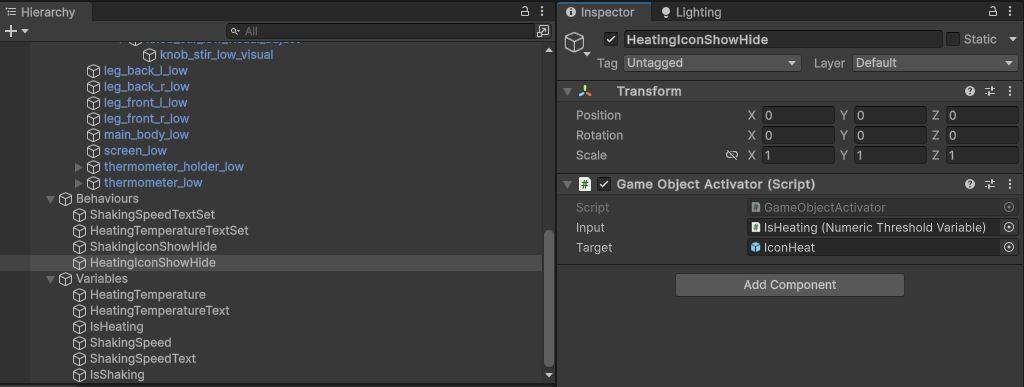 Hierarchy
All
knob_stir_low_visual
leg_back_l_low
leg_back_r_low
leg_front_l_low
leg_front_r_low
main_body_low
screen_low
thermometer_holder_low
thermometer_low
Behaviours
ShakingSpeedTextSet
HeatingTemperatureTextSet
ShakingIconShowHide
HeatingIconShowHide
Variables
HeatingTemperature
HeatingTemperatureText
IsHeating
ShakingSpeed
ShakingSpeedText
IsShaking
Inspector Lighting
HeatingIconShowHide Static
Tag Untagged Layer Default
Transform
Position X 0 Y 0 Z 0
Rotation X 0 Y 0 Z 0
Scale X 1 Y 1 Z 1
# Game Object Activator (Script)
Script # GameObjectActivator
Input # IsHeating (Numeric Threshold Variable)
Target IconHeat
Add Component